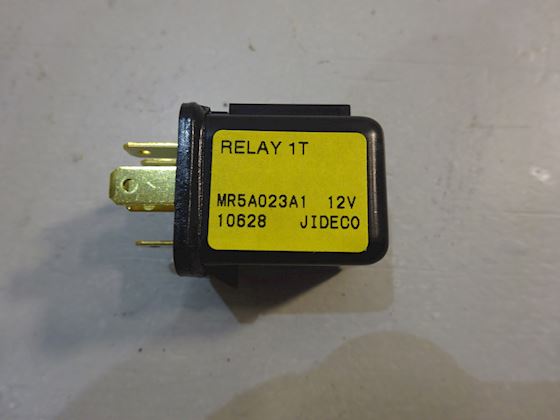 RELAY 1T
MR5A023A1 12V
10628 JIDECO